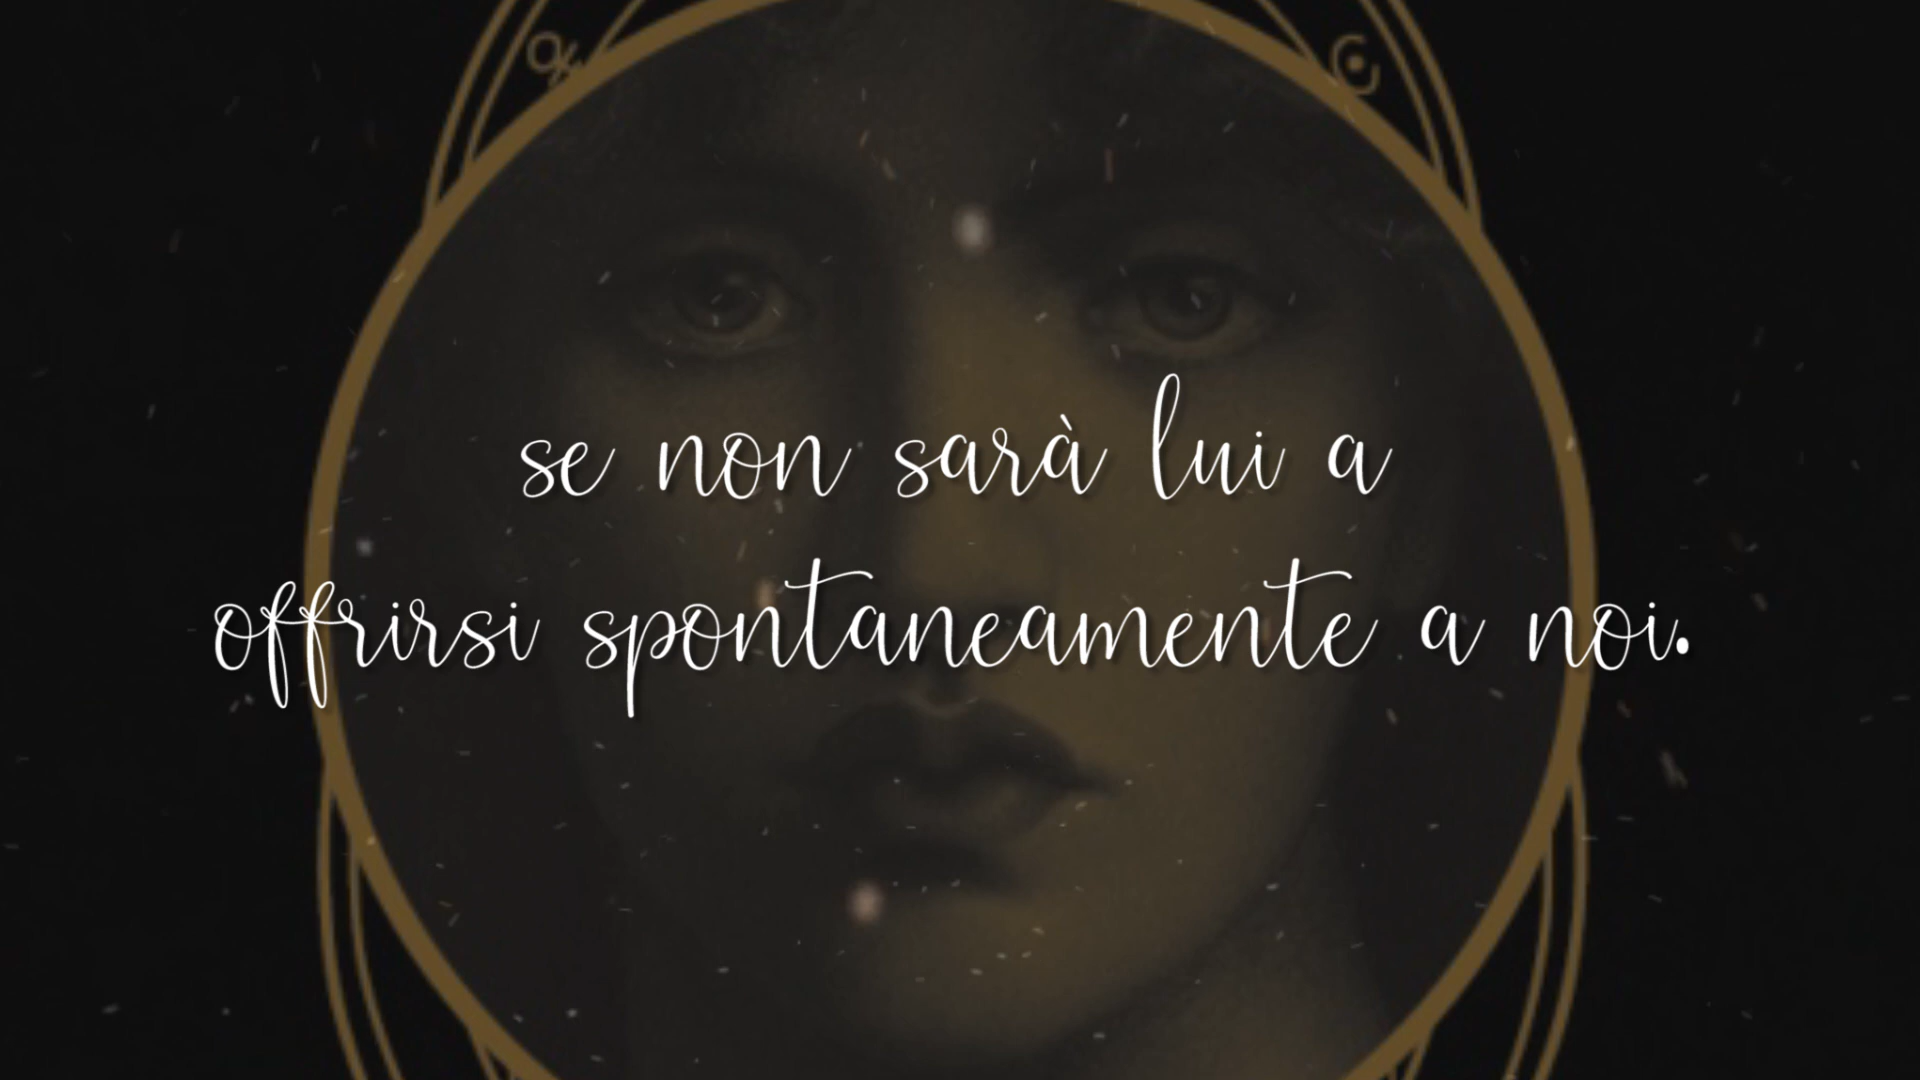 se non sarà lui a
offrirsi spontaneamente a noi.